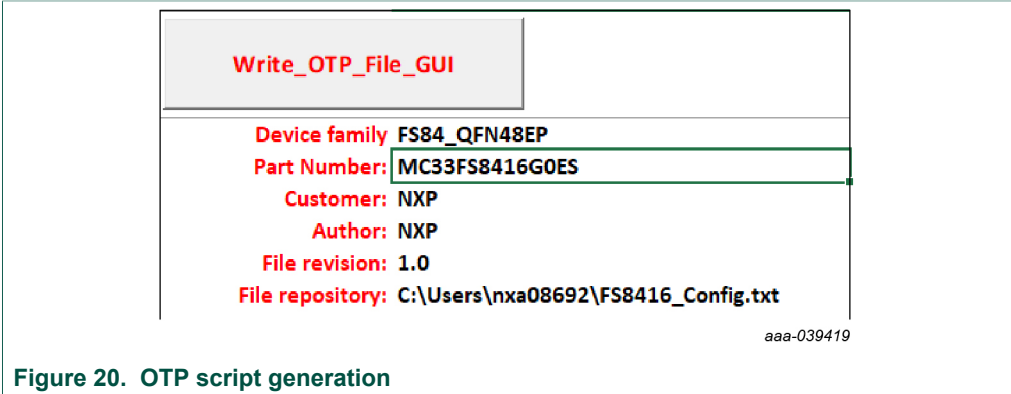 Write_OTP_File_GUI
Device family FS84_QFN48EP
Part Number: MC33FS8416G0ES
Customer: NXP
Author: NXP
File revision: 1.0
File repository: C:\Users\nxa08692\FS8416_Config.txt
aaa-039419
Figure 20. OTP script generation